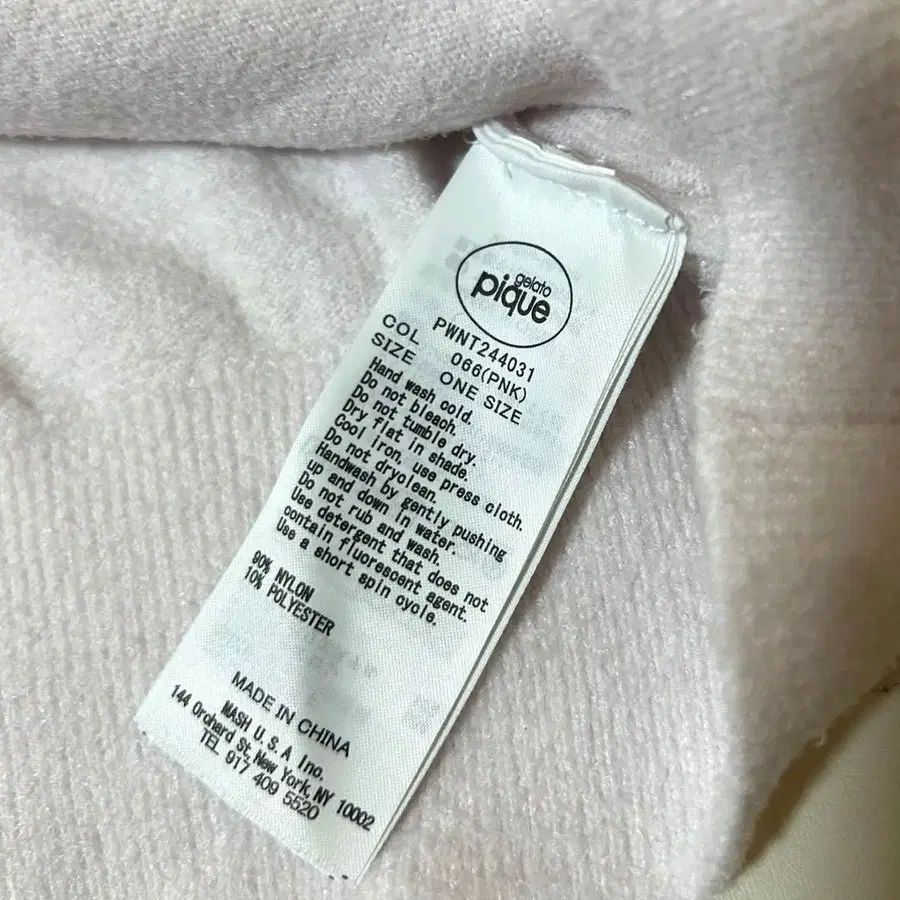 gelato
pique
PWNT244031
COL 066(PNK)
SIZE ONE SIZE
Hand wash cold.
Do not bleach.
Do not tumble dry.
Dry flat in shade.
Cool iron, use press cloth.
Do not dryclean.
Handwash by gently pushing
up and down in water.
Do not rub and wash.
Use detergent that does not
contain fluorescent agent.
Use a short spin cycle.
90% NYLON
10% POLYESTER
MADE IN CHINA
MASH U.S.A Inc.
144 Orchard St, New York, NY 10002
TEL 917 409 5520